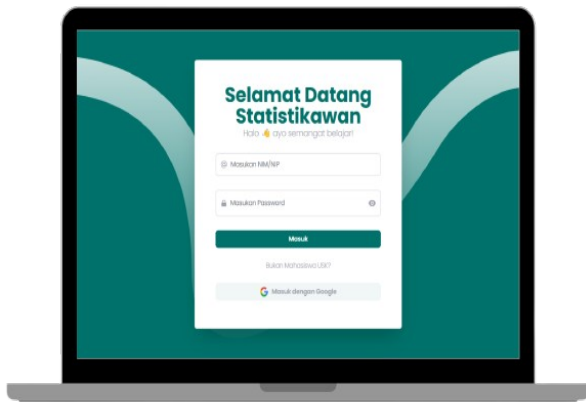 Selamat Datang
Statistikawan
Halo 👋 ayo semangat belajar!
Masukan NIM/NIP
Masukan Password
Masuk
Bukan Mahasiswa USK?
Masuk dengan Google